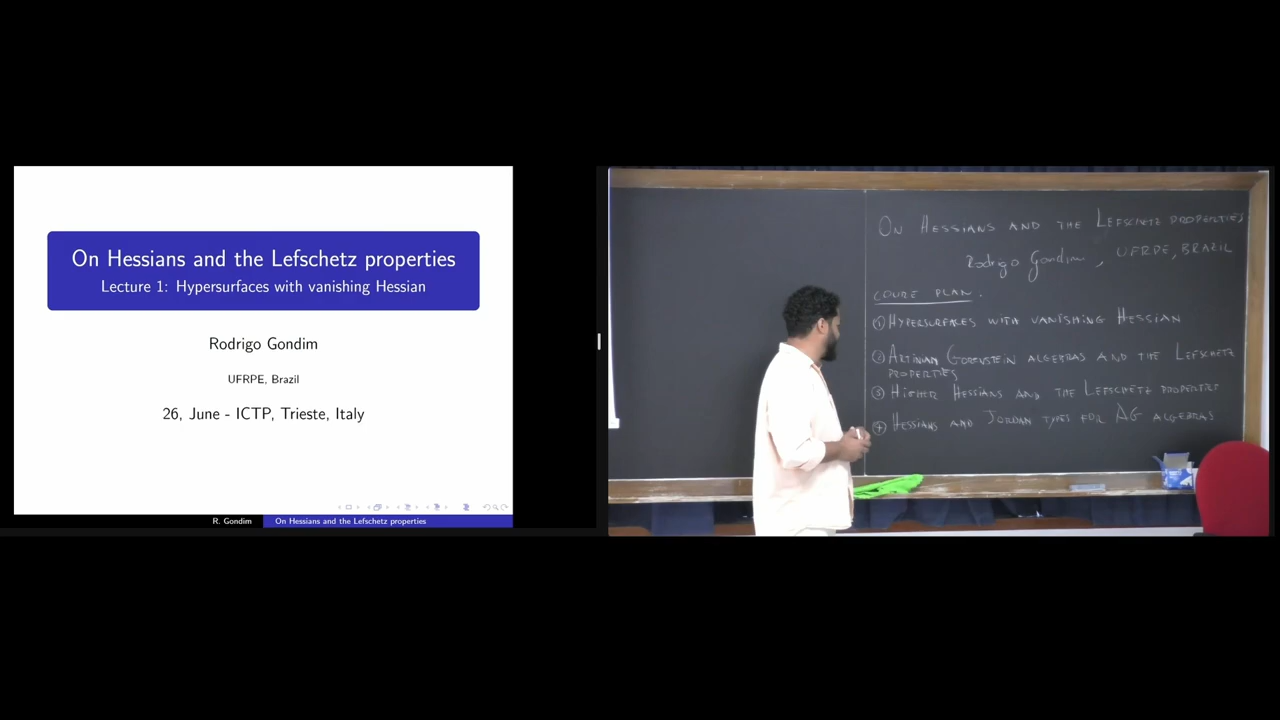 On Hessians and the Lefschetz properties
Lecture 1: Hypersurfaces with vanishing Hessian
Rodrigo Gondim
UFRPE, Brazil
26, June - ICTP, Trieste, Italy
R. Gondim
On Hessians and the Lefschetz properties
ON HESSIANS AND THE LEFSCHETZ PROPERTIES
Rodrigo Gondim, UFRPE, BRAZIL
COURE PLAN.
① HYPERSURFACES WITH VANISHING HESSIAN
② ARTINIAN GORENSTEIN ALGEBRAS AND THE LEFSCHETZ
PROPERTIES
③ HIGHER HESSIANS AND THE LEFSCHETZ PROPERTIE
④ HESSIANS AND JORDAN TYPES FOR AG ALGEBRAS